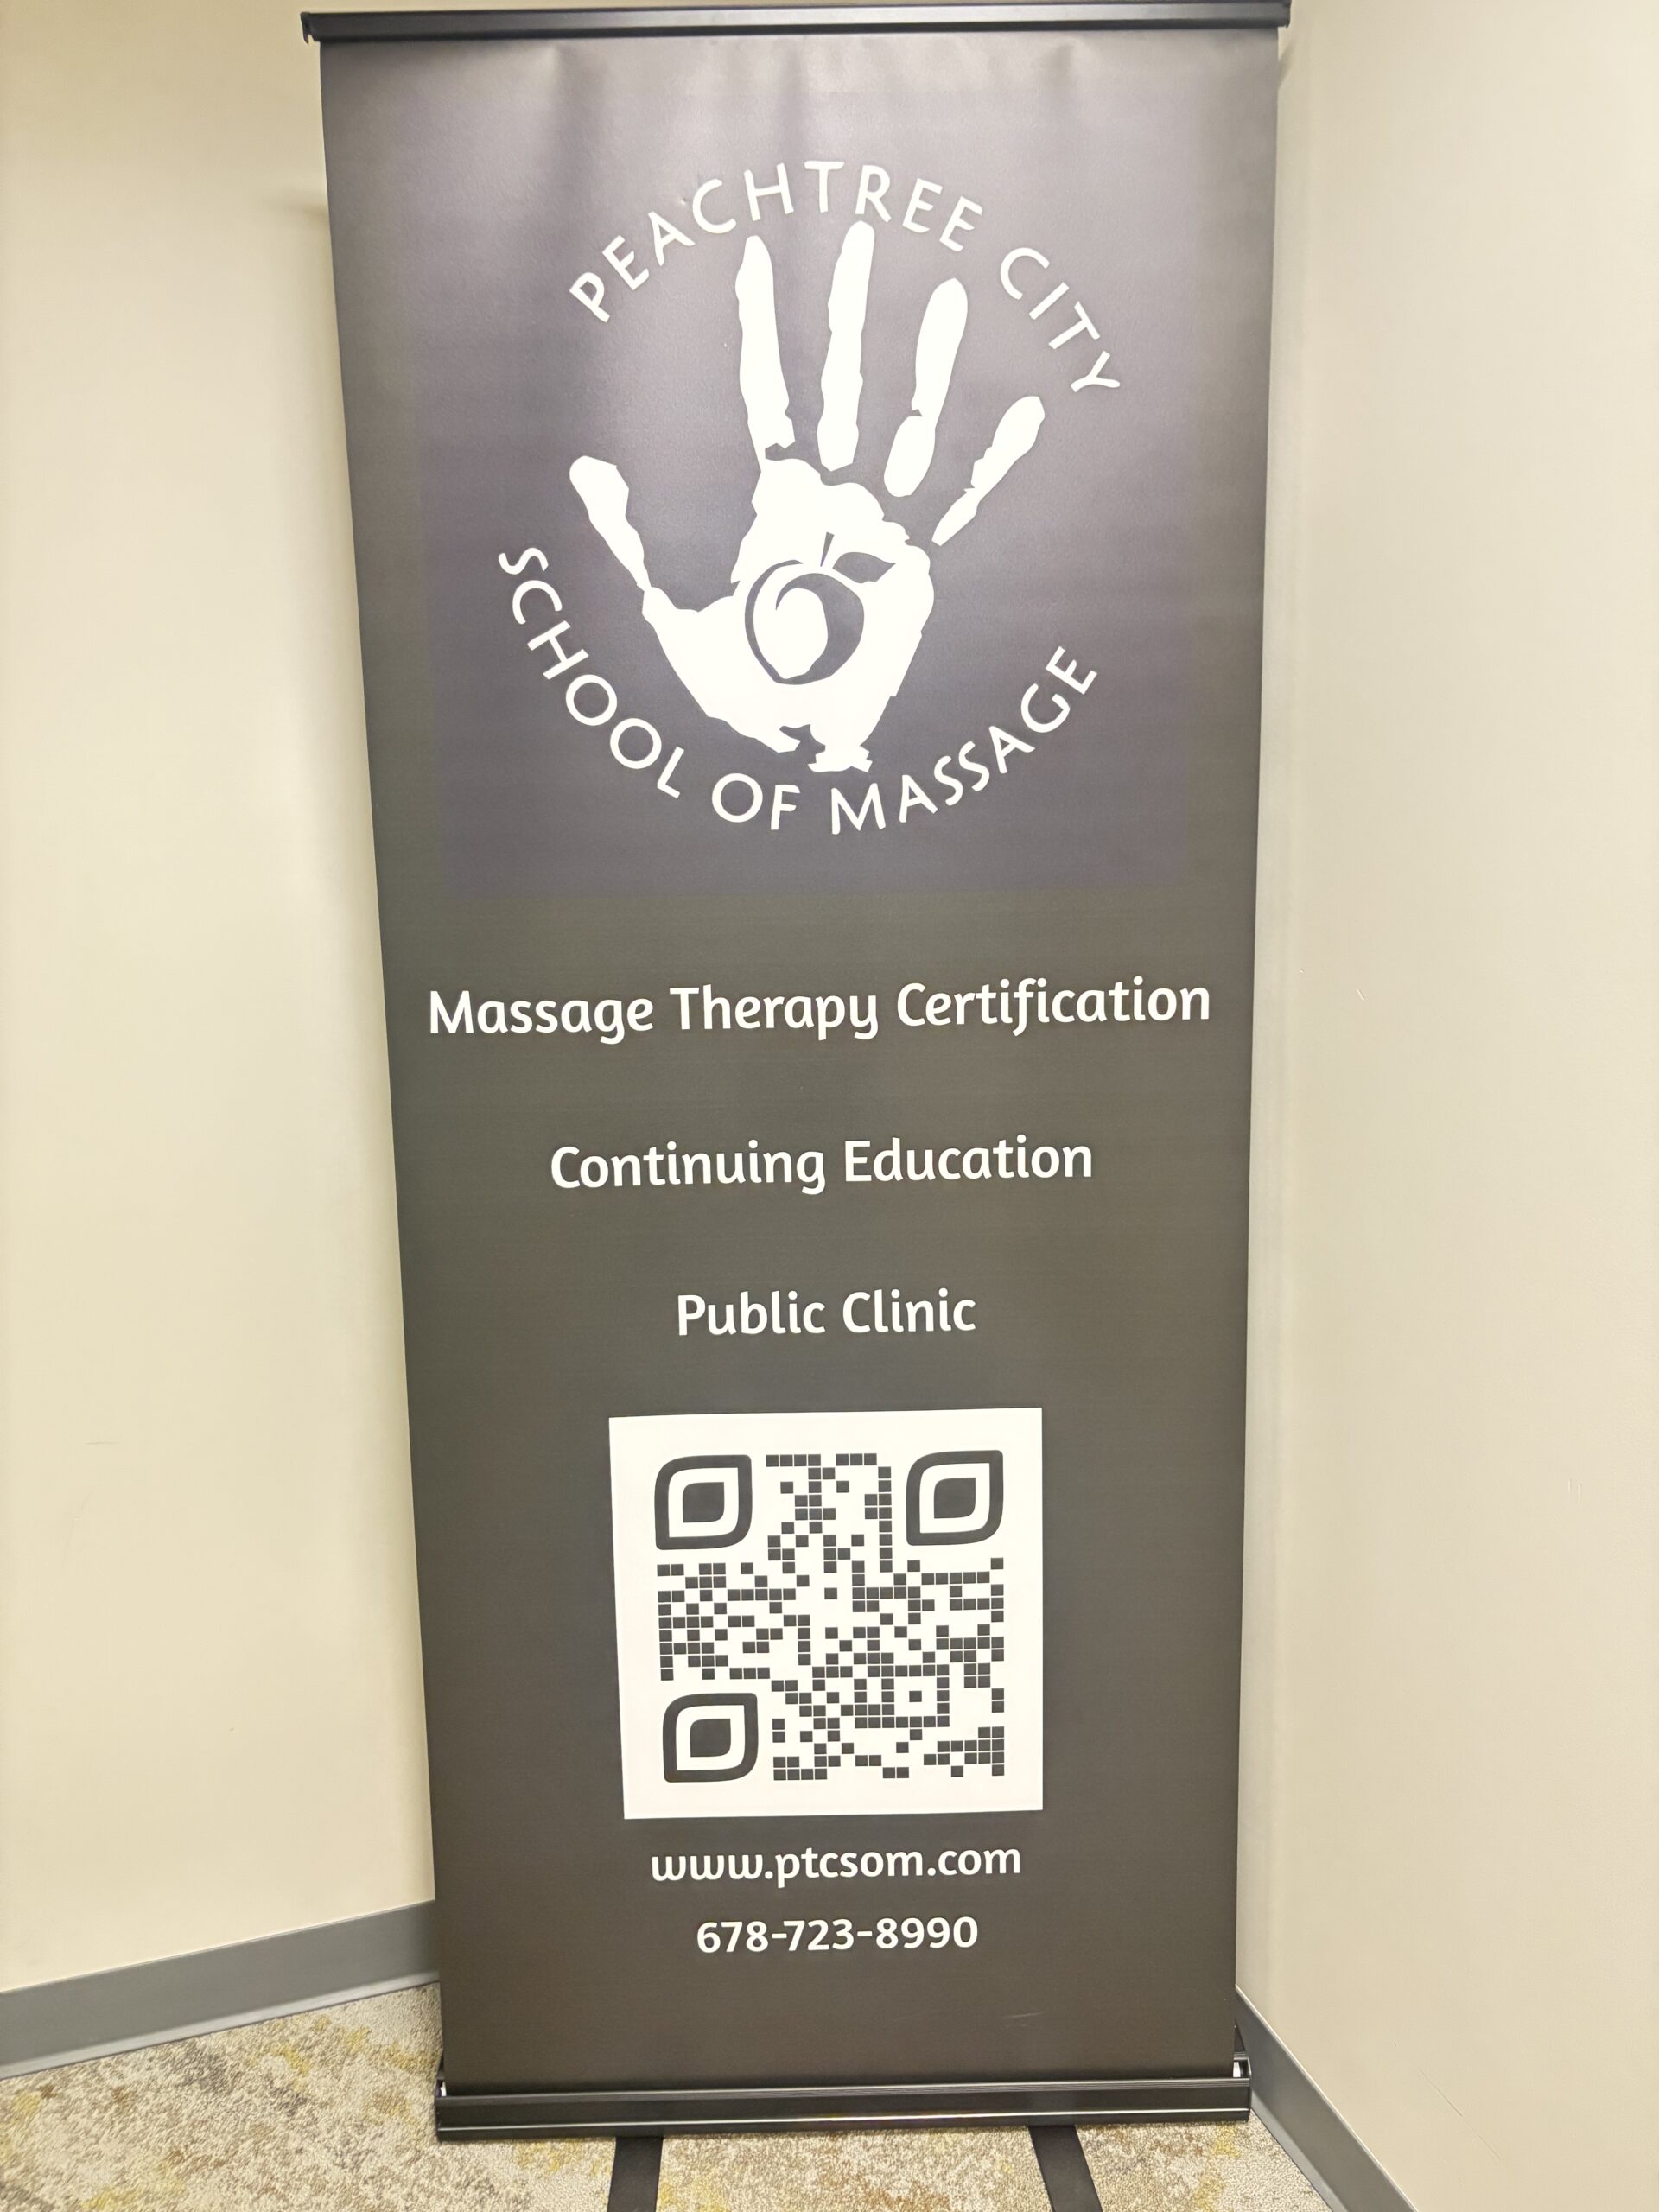 PEACHTREE CITY
SCHOOL OF MASSAGE
Massage Therapy Certification
Continuing Education
Public Clinic
www.ptcsom.com
678-723-8990